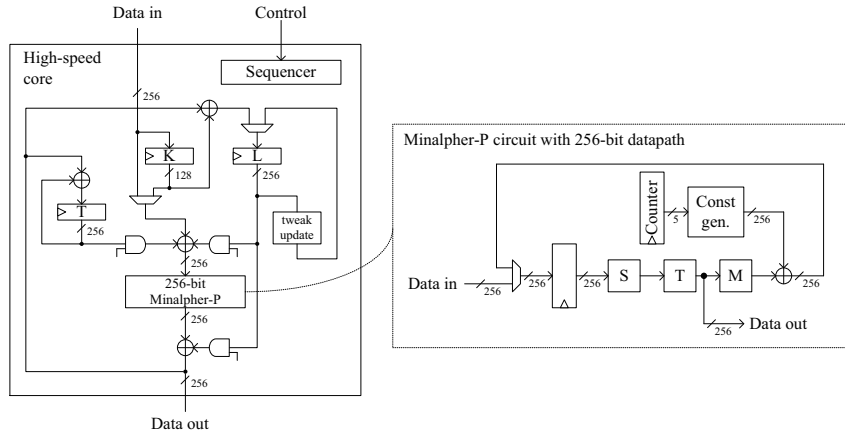 Data in
Control
High-speed
core
Sequencer
256
K
L
128
256
T
256
tweak
update
256
256-bit
Minalpher-P
256
256
Data out
Minalpher-P circuit with 256-bit datapath
Counter
5
Const
gen.
256
Data in
256
256
256
S
T
M
256
256
Data out